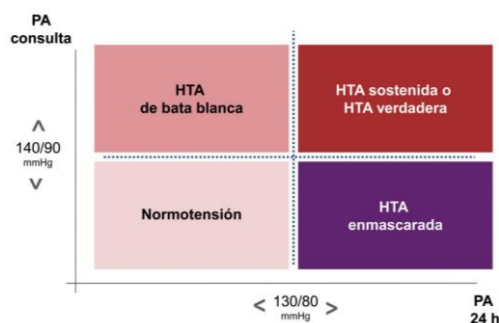 PA
consulta
HTA
de bata blanca
HTA sostenida o
HTA verdadera
^
140/90
mmHg
v
Normotensión
HTA
enmascarada
< 130/80 >
mmHg
PA
24 h